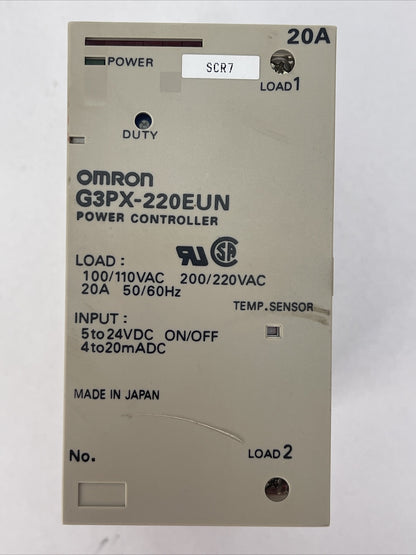 20A
POWER
SCR7
LOAD1
DUTY
OMRON
G3PX-220EUN
POWER CONTROLLER
LOAD:
100/110VAC 200/220VAC
20A 50/60Hz
TEMP.SENSOR
INPUT:
5to24VDC ON/OFF
4to20mADC
MADE IN JAPAN
No.
LOAD2